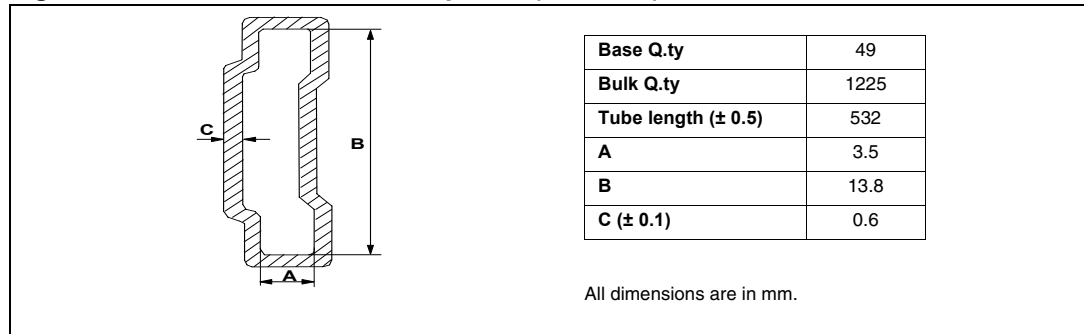 C
B
A
Base Q.ty 49
Bulk Q.ty 1225
Tube length (± 0.5) 532
A 3.5
B 13.8
C (± 0.1) 0.6
All dimensions are in mm.